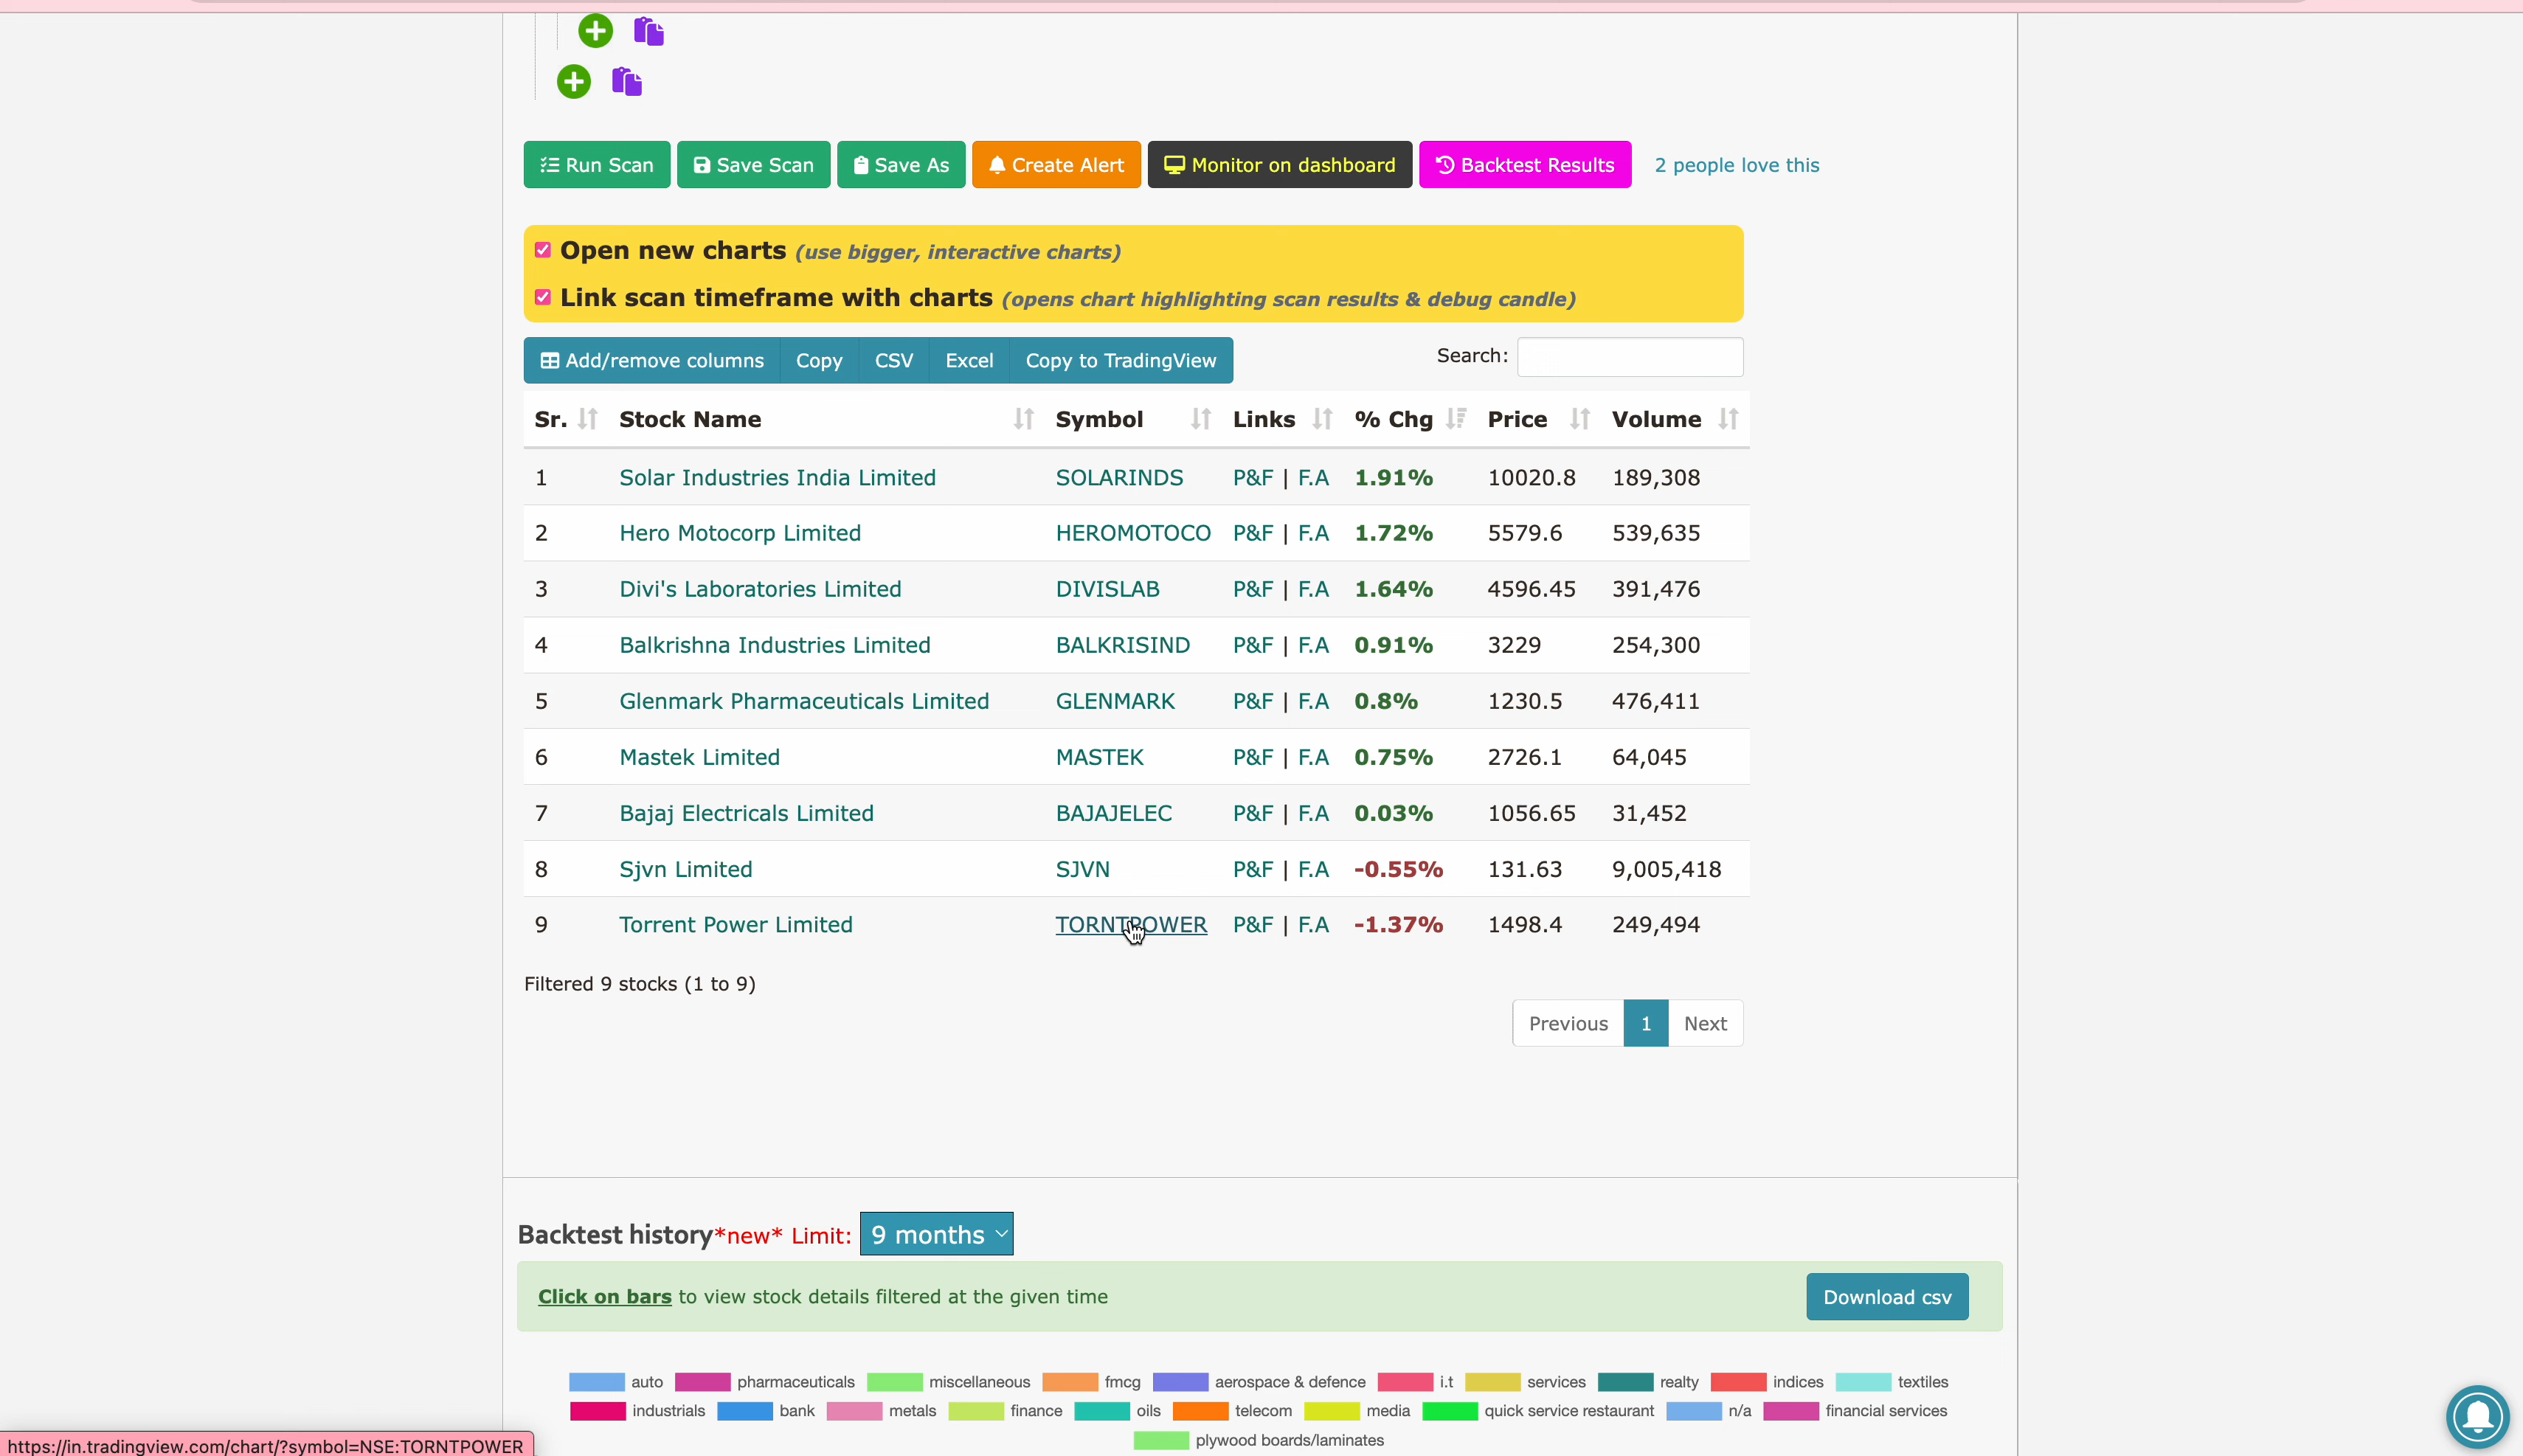 Run Scan Save Scan Save As Create Alert Monitor on dashboard Backtest Results 2 people love this
Open new charts (use bigger, interactive charts)
Link scan timeframe with charts (opens chart highlighting scan results & debug candle)
Add/remove columns Copy CSV Excel Copy to TradingView Search:
Sr. Stock Name Symbol Links % Chg Price Volume
1 Solar Industries India Limited SOLARINDS P&F | F.A 1.91% 10020.8 189,308
2 Hero Motocorp Limited HEROMOTOCO P&F | F.A 1.72% 5579.6 539,635
3 Divi's Laboratories Limited DIVISLAB P&F | F.A 1.64% 4596.45 391,476
4 Balkrishna Industries Limited BALKRISIND P&F | F.A 0.91% 3229 254,300
5 Glenmark Pharmaceuticals Limited GLENMARK P&F | F.A 0.8% 1230.5 476,411
6 Mastek Limited MASTEK P&F | F.A 0.75% 2726.1 64,045
7 Bajaj Electricals Limited BAJAJELEC P&F | F.A 0.03% 1056.65 31,452
8 Sjvn Limited SJVN P&F | F.A -0.55% 131.63 9,005,418
9 Torrent Power Limited TORNTPOWER P&F | F.A -1.37% 1498.4 249,494
Filtered 9 stocks (1 to 9)
Previous 1 Next
Backtest history*new* Limit: 9 months
Click on bars to view stock details filtered at the given time Download csv
auto pharmaceuticals miscellaneous fmcg aerospace & defence i.t services realty indices textiles
industrials bank metals finance oils telecom media quick service restaurant n/a financial services
plywood boards/laminates
https://in.tradingview.com/chart/?symbol=NSE:TORNTPOWER